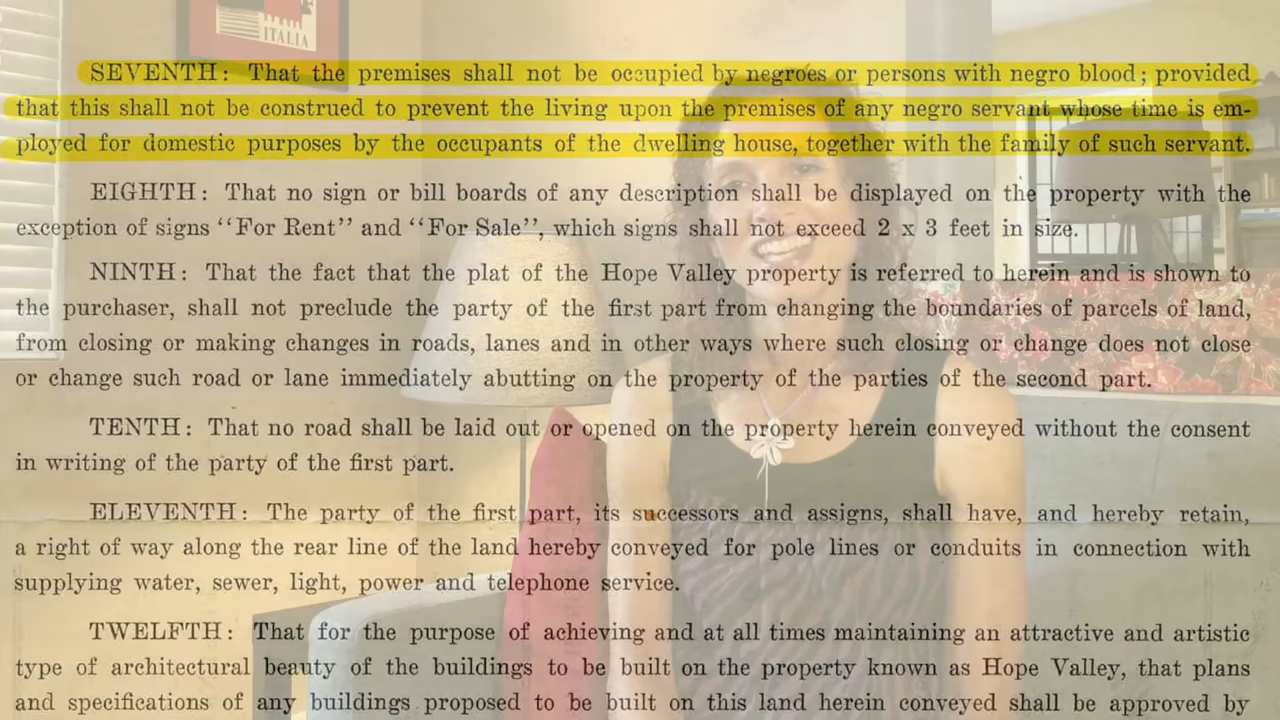 ITALIA
SEVENTH: That the premises shall not be occupied by negroes or persons with negro blood; provided
that this shall not be construed to prevent the living upon the premises of any negro servant whose time is em-
ployed for domestic purposes by the occupants of the dwelling house, together with the family of such servant.
EIGHTH: That no sign or bill boards of any description shall be displayed on the property with the
exception of signs "For Rent" and "For Sale", which signs shall not exceed 2 x 3 feet in size.
NINTH: That the fact that the plat of the Hope Valley property is referred to herein and is shown to
the purchaser, shall not preclude the party of the first part from changing the boundaries of parcels of land,
from closing or making changes in roads, lanes and in other ways where such closing or change does not close
or change such road or lane immediately abutting on the property of the parties of the second part.
TENTH: That no road shall be laid out or opened on the property herein conveyed without the consent
in writing of the party of the first part.
ELEVENTH: The party of the first part, its successors and assigns, shall have, and hereby retain,
a right of way along the rear line of the land hereby conveyed for pole lines or conduits in connection with
supplying water, sewer, light, power and telephone service.
TWELFTH: That for the purpose of achieving and at all times maintaining an attractive and artistic
type of architectural beauty of the buildings to be built on the property known as Hope Valley, that plans
and specifications of any buildings proposed to be built on this land herein conveyed shall be approved by